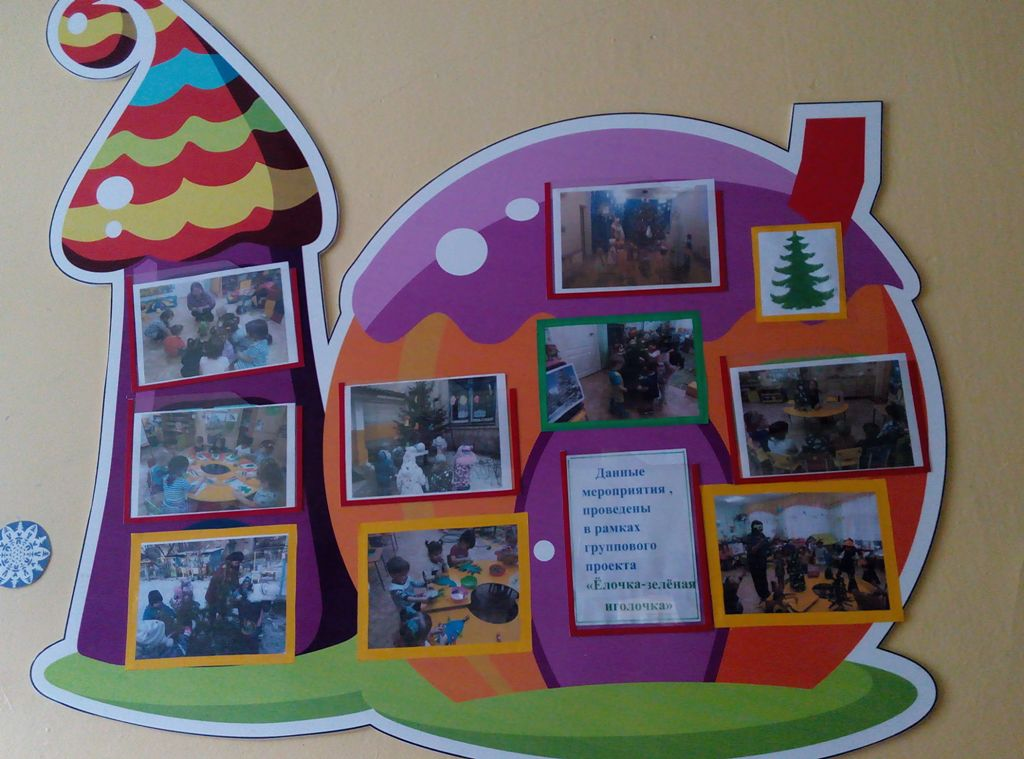 Данные
мероприятия ,
проведены
в рамках
группового
проекта
«Ёлочка-зелёная
иголочка»